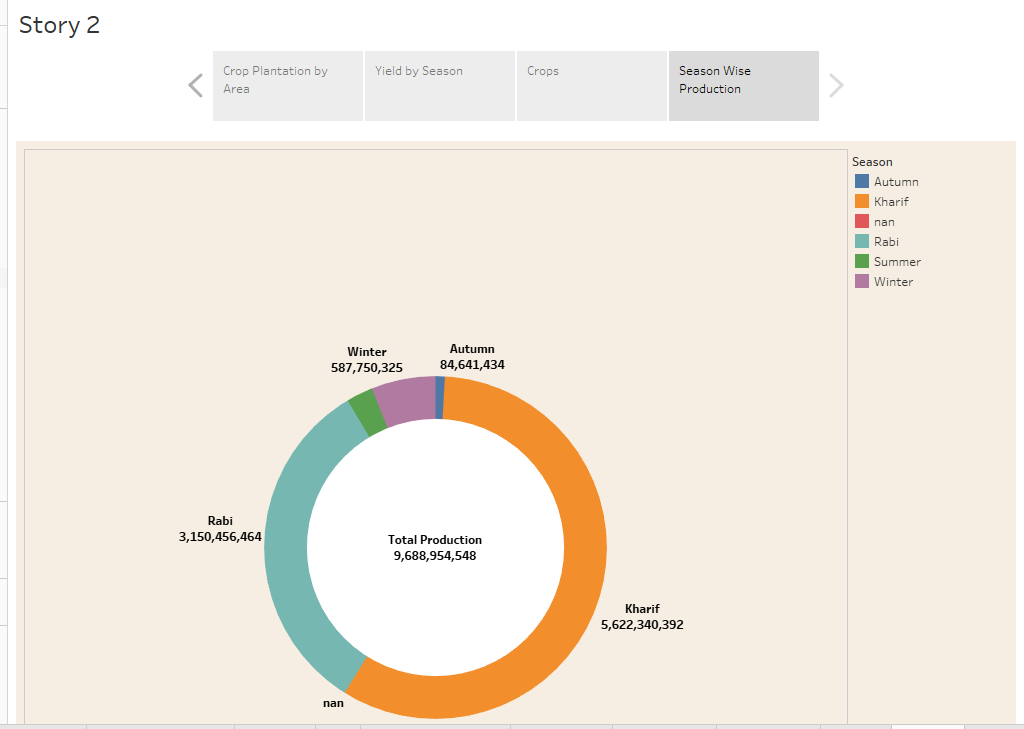 Story 2
Crop Plantation by
Area
Yield by Season
Crops
Season Wise
Production
Season
Autumn
Kharif
nan
Rabi
Summer
Winter
Winter
587,750,325
Autumn
84,641,434
Rabi
3,150,456,464
Total Production
9,688,954,548
Kharif
5,622,340,392
nan